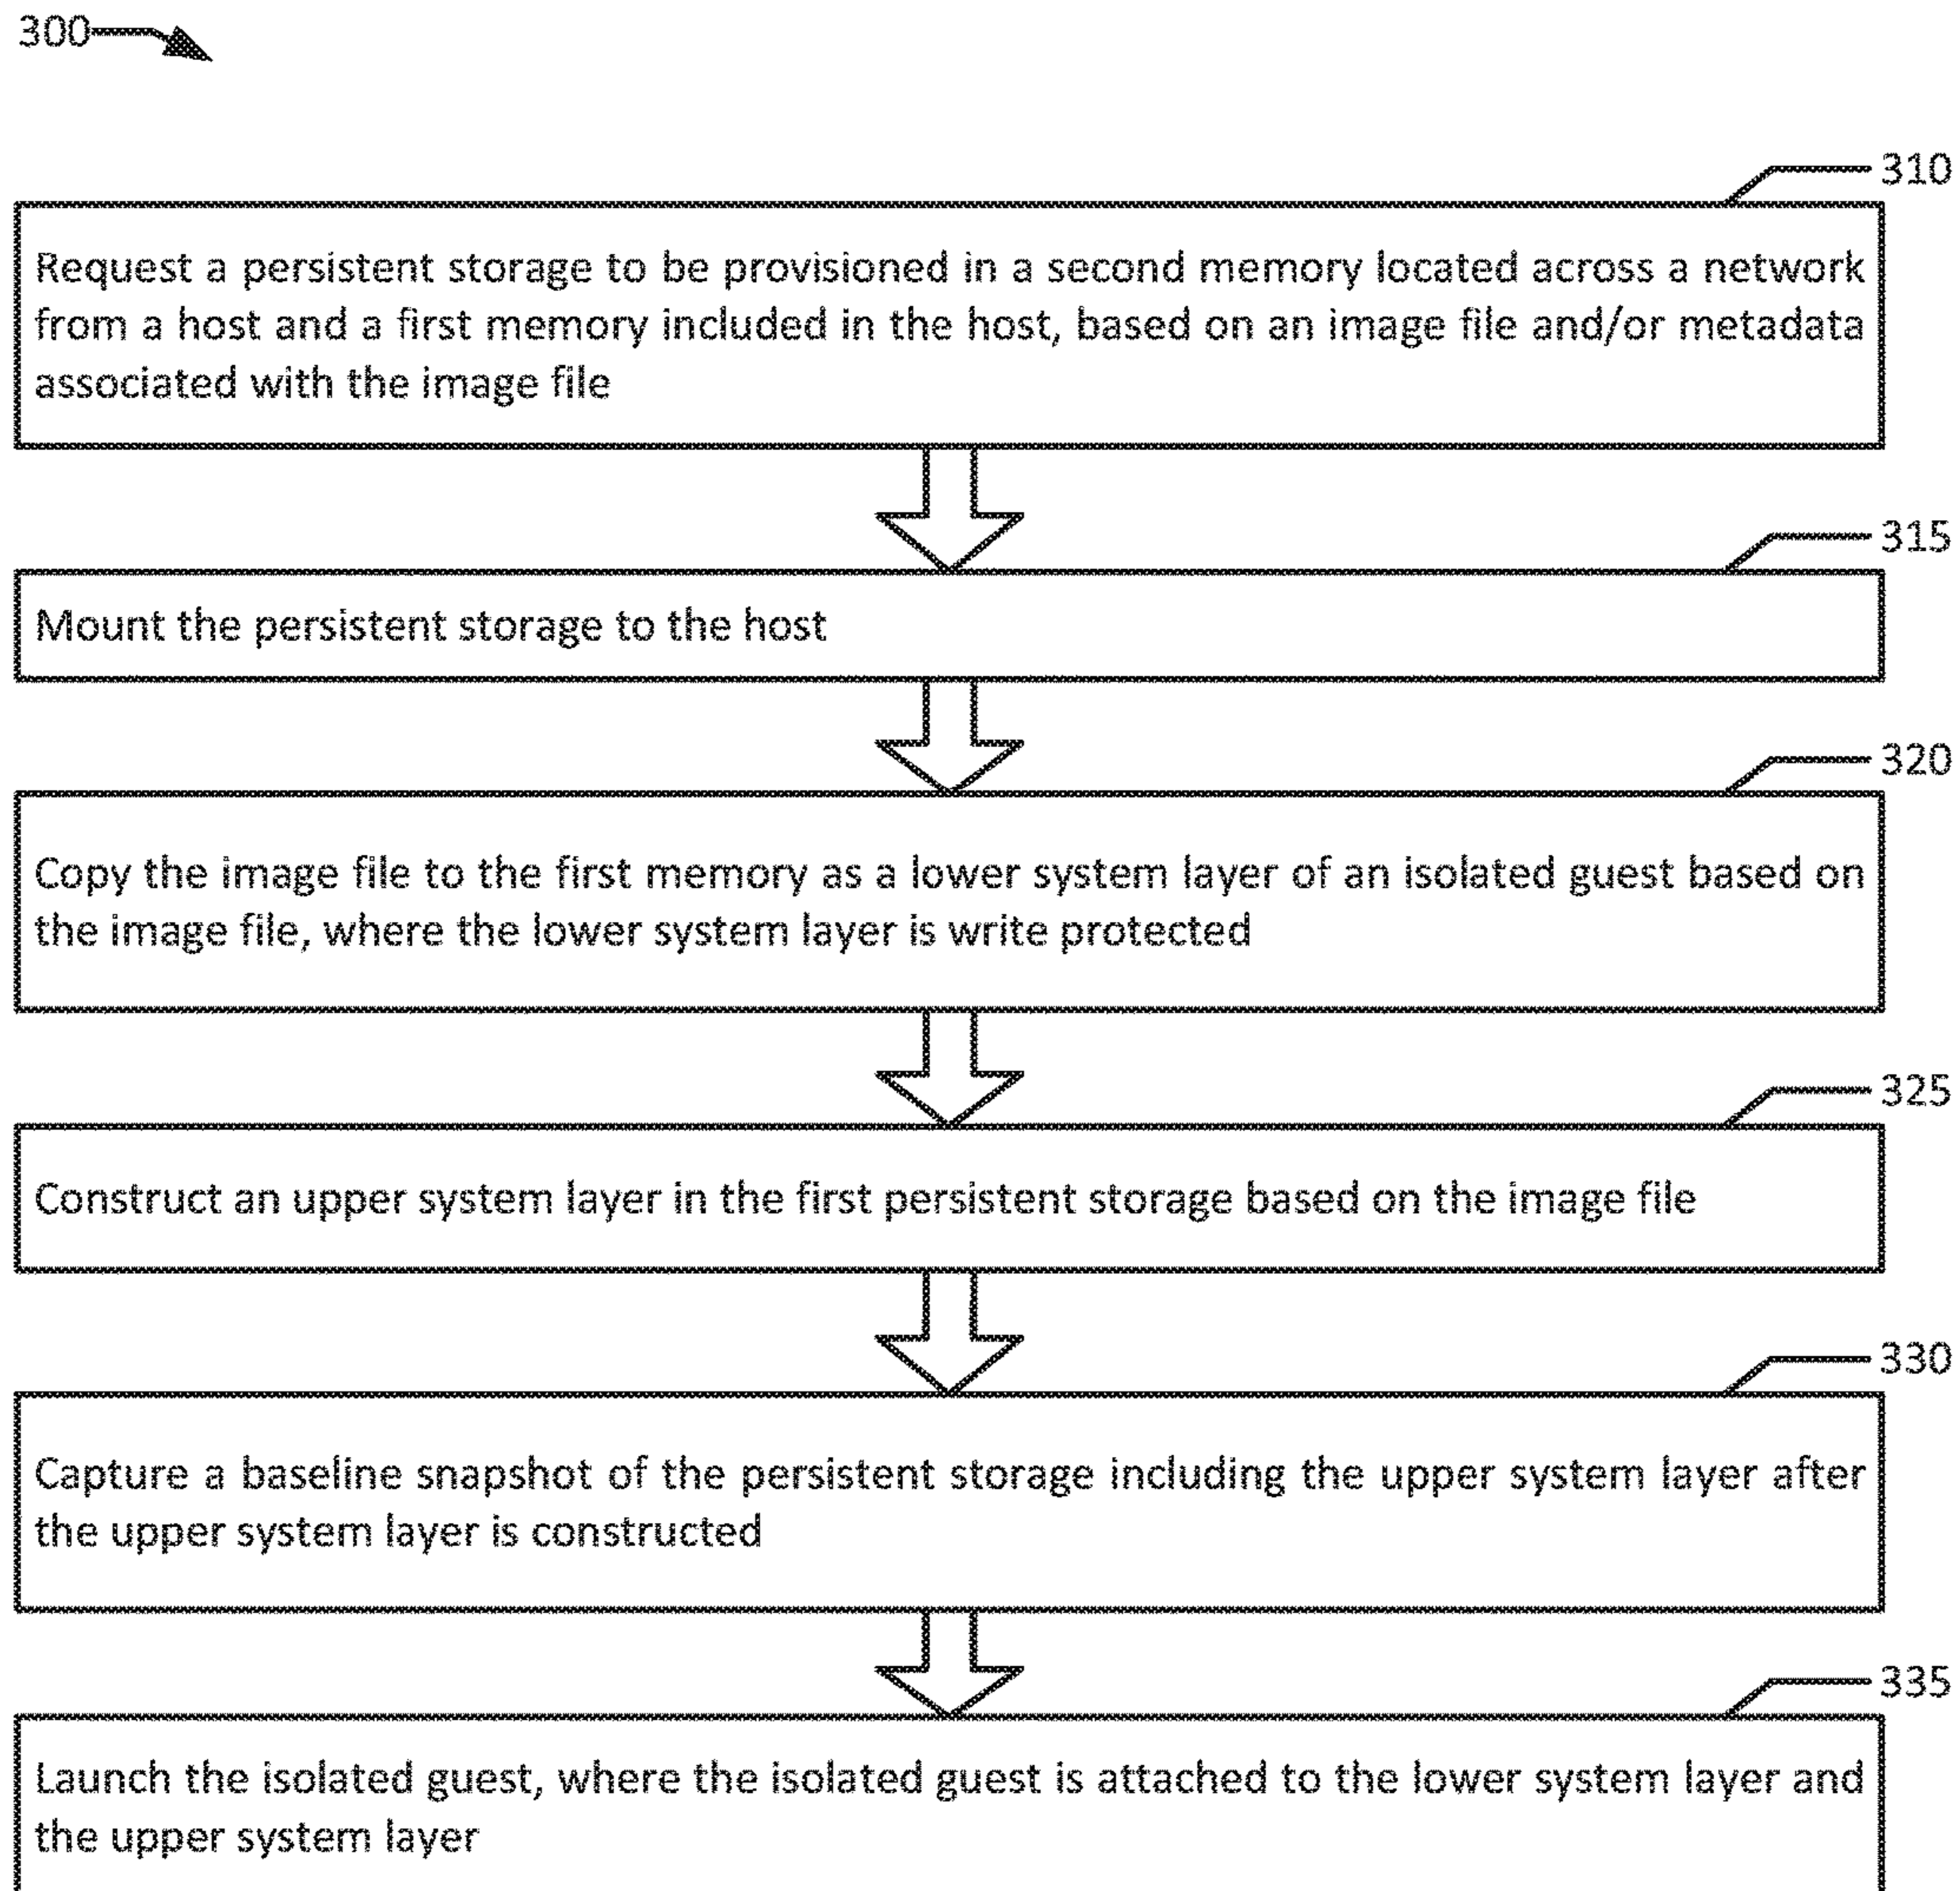 300
310
Request a persistent storage to be provisioned in a second memory located across a network
from a host and a first memory included in the host, based on an image file and/or metadata
associated with the image file
315
Mount the persistent storage to the host
320
Copy the image file to the first memory as a lower system layer of an isolated guest based on
the image file, where the lower system layer is write protected
325
Construct an upper system layer in the first persistent storage based on the image file
330
Capture a baseline snapshot of the persistent storage including the upper system layer after
the upper system layer is constructed
335
Launch the isolated guest, where the isolated guest is attached to the lower system layer and
the upper system layer